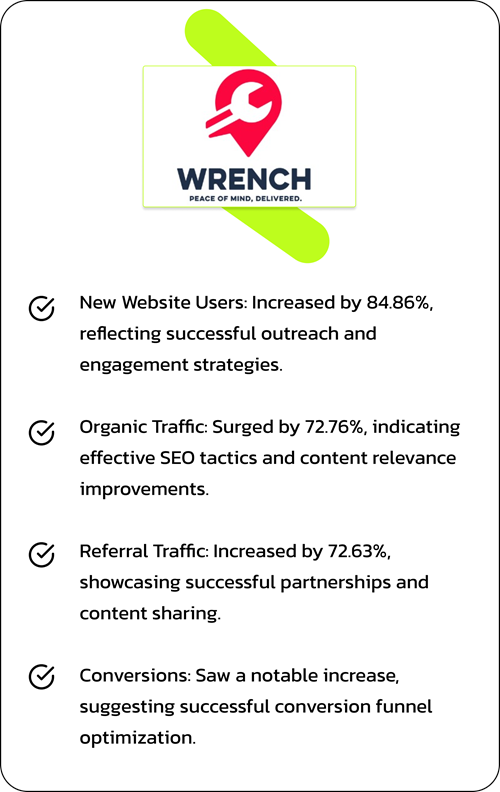 WRENCH
PEACE OF MIND, DELIVERED.
New Website Users: Increased by 84.86%,
reflecting successful outreach and
engagement strategies.
Organic Traffic: Surged by 72.76%, indicating
effective SEO tactics and content relevance
improvements.
Referral Traffic: Increased by 72.63%,
showcasing successful partnerships and
content sharing.
Conversions: Saw a notable increase,
suggesting successful conversion funnel
optimization.